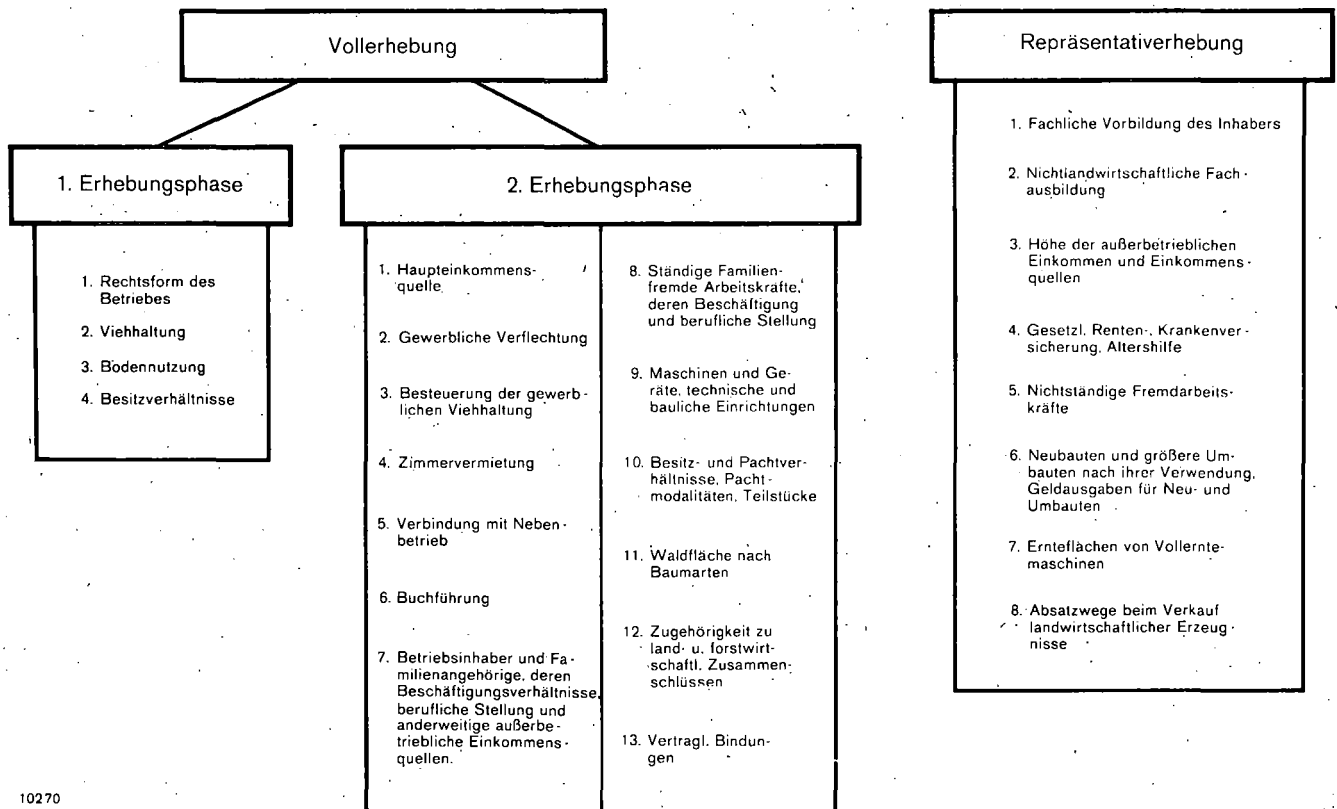 Vollerhebung
1. Erhebungsphase
1. Rechtsform des
Betriebes
2. Viehhaltung
3. Bodennutzung
4. Besitzverhältnisse
2. Erhebungsphase
1. Haupteinkommens-
quelle
2. Gewerbliche Verflechtung
3. Besteuerung der gewerb-
lichen Viehhaltung
4. Zimmervermietung
5. Verbindung mit Neben-
betrieb
6. Buchführung
7. Betriebsinhaber und Fa-
milienangehörige, deren
Beschäftigungsverhältnisse,
berufliche Stellung und
anderweitige außerbe-
triebliche Einkommens-
quellen.
8. Ständige Familien-
fremde Arbeitskräfte,
deren Beschäftigung
und berufliche Stellung
9. Maschinen und Ge-
räte, technische und
bauliche Einrichtungen
10. Besitz- und Pachtver-
hältnisse, Pacht-
modalitäten, Teilstücke
11. Waldfläche nach
Baumarten
12. Zugehörigkeit zu
land- u. forstwirt-
schaftl. Zusammen-
schlüssen
13. Vertragl. Bindun-
gen
Repräsentativerhebung
1. Fachliche Vorbildung des Inhabers
2. Nichtlandwirtschaftliche Fach-
ausbildung
3. Höhe der außerbetrieblichen
Einkommen und Einkommens-
quellen
4. Gesetzl. Renten-, Krankenver-
sicherung, Altershilfe
5. Nichtständige Fremdarbeits-
kräfte
6. Neubauten und größere Um-
bauten nach ihrer Verwendung,
Geldausgaben für Neu- und
Umbauten
7. Ernteflächen von Vollernte-
maschinen
8. Absatzwege beim Verkauf
landwirtschaftlicher Erzeug-
nisse
10270